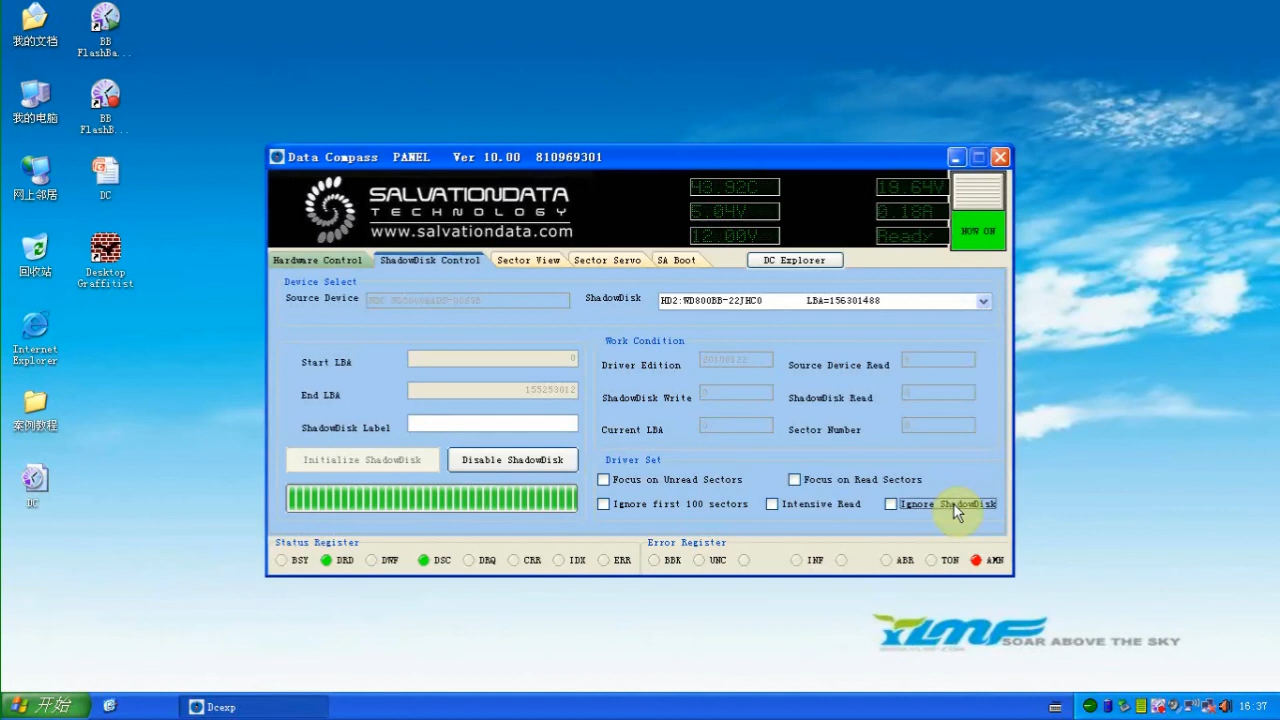 我的文档
BB
FlashBa...
我的电脑
BB
FlashB...
网上邻居
DC
回收站
Desktop
Graffitist
Internet
Explorer
案例教程
DC
Data Compass PANEL Ver 10.00 810969301
SALVATIONDATA
TECHNOLOGY
www.salvationdata.com
43.92C
19.64V
5.04V
0.18A
12.00V
Ready
NOW ON
Hardware Control
ShadowDisk Control
Sector View
Sector Servo
SA Boot
DC Explorer
Device Select
Source Device
ShadowDisk
HD2:WD800BB-22JHC0 LBA=156301488
Start LBA
0
End LBA
155253012
ShadowDisk Label
Initialize ShadowDisk
Disable ShadowDisk
Work Condition
Driver Edition
20100122
Source Device Read
ShadowDisk Write
0
ShadowDisk Read
0
Current LBA
0
Sector Number
0
Driver Set
Focus on Unread Sectors
Focus on Read Sectors
Ignore first 100 sectors
Intensive Read
Ignore ShadowDisk
Status Register
BSY
DRD
DWF
DSC
DRQ
CRR
IDX
ERR
Error Register
BBK
UNC
INF
ABR
TON
AMN
YLMF SOAR ABOVE THE SKY
开始
Dcexp
16:37